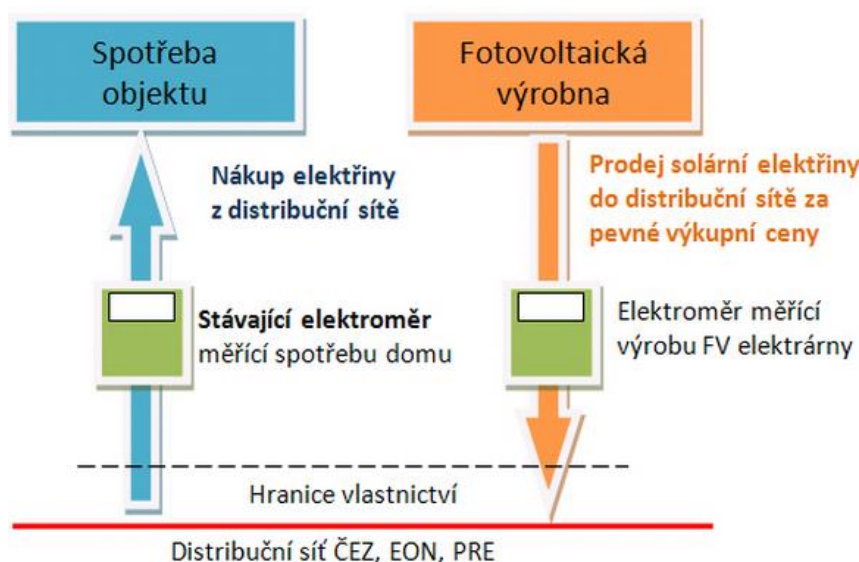 Spotřeba
objektu
Fotovoltaická
výrobna
Nákup elektřiny
z distribuční sítě
Prodej solární elektřiny
do distribuční sítě za
pevné výkupní ceny
Stávající elektroměr
měřící spotřebu domu
Elektroměr měřící
výrobu FV elektrárny
Hranice vlastnictví
Distribuční síť ČEZ, EON, PRE